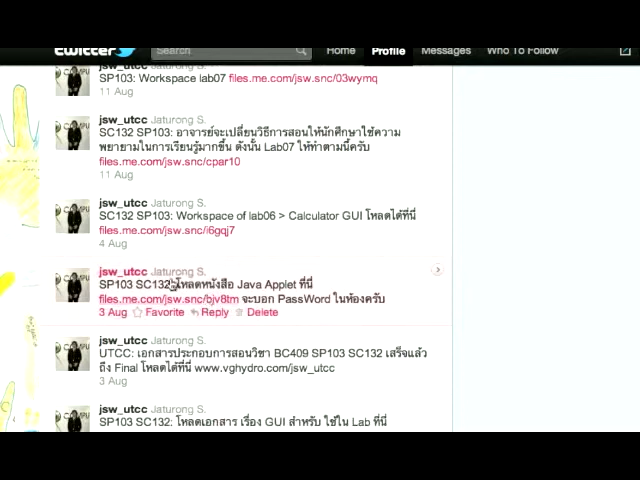 twitter Search Home Profile Messages Who To Follow
SP103: Workspace lab07 files.me.com/jsw.snc/03wymq
11 Aug
jsw_utcc Jaturong S.
SC132 SP103: อาจารย์จะเปลี่ยนวิธีการสอนให้นักศึกษาใช้ความ
พยายามในการเรียนรู้มากขึ้น ดังนั้น Lab07 ให้ทำตามนี้ครับ
files.me.com/jsw.snc/cpar10
11 Aug
jsw_utcc Jaturong S.
SC132 SP103: Workspace of lab06 > Calculator GUI โหลดได้ที่นี่
files.me.com/jsw.snc/i6gqj7
4 Aug
jsw_utcc Jaturong S.
SP103 SC132: โหลดหนังสือ Java Applet ที่นี่
files.me.com/jsw.snc/bjv8tm จะบอก PassWord ในห้องครับ
3 Aug Favorite Reply Delete
jsw_utcc Jaturong S.
UTCC: เอกสารประกอบการสอนวิชา BC409 SP103 SC132 เสร็จแล้ว
ถึง Final โหลดได้ที่นี่ www.vghydro.com/jsw_utcc
3 Aug
jsw_utcc Jaturong S.
SP103 SC132: โหลดเอกสาร เรื่อง GUI สำหรับ ใช้ใน Lab ที่นี่